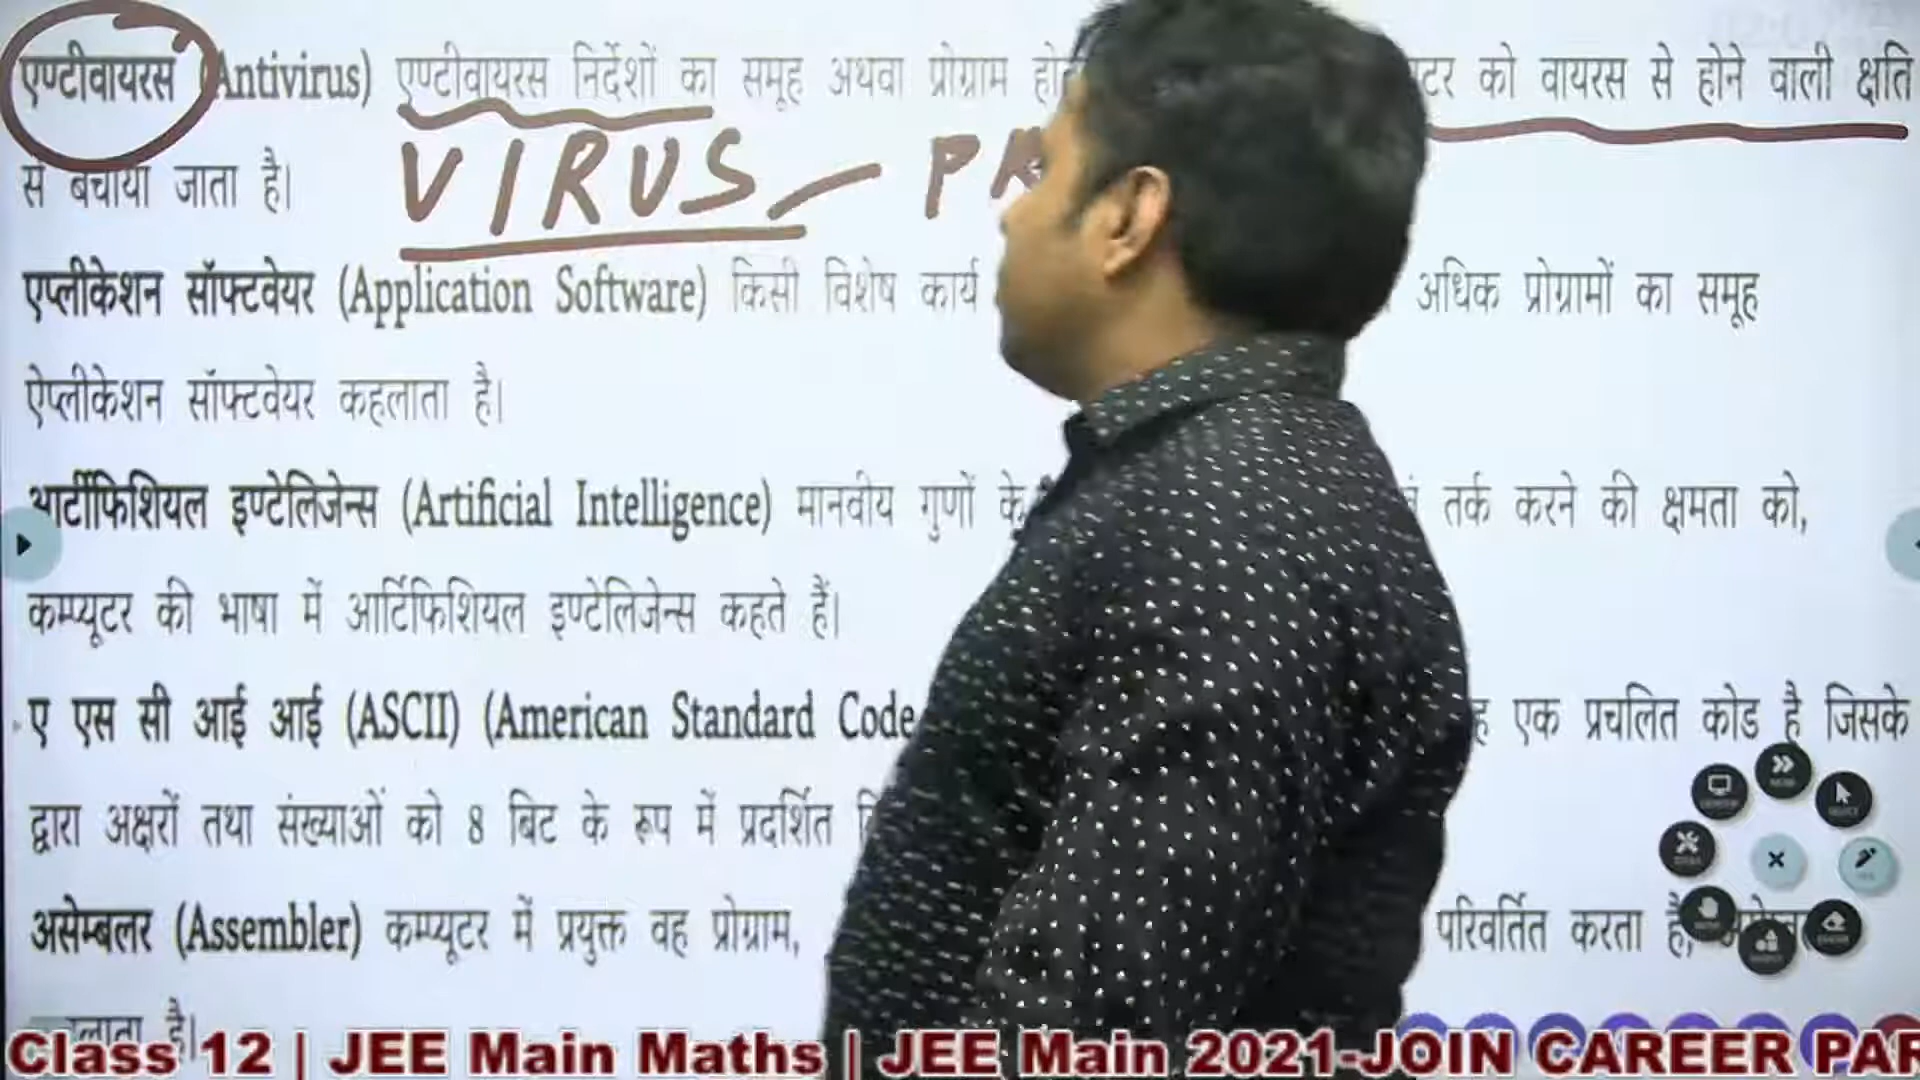 एण्टीवायरस (Antivirus) एण्टीवायरस निर्देशों का समूह अथवा प्रोग्राम को वायरस से होने वाली क्षति
से बचाया जाता है।
VIRUS –
एप्लीकेशन सॉफ्टवेयर (Application Software) किसी विशेष कार्य अधिक प्रोग्रामों का समूह
ऐप्लीकेशन सॉफ्टवेयर कहलाता है।
आर्टीफिशियल इण्टेलिजेन्स (Artificial Intelligence) मानवीय गुणों के तर्क करने की क्षमता को,
कम्प्यूटर की भाषा में आर्टिफिशियल इण्टेलिजेन्स कहते हैं।
ए एस सी आई आई (ASCII) (American Standard Code एक प्रचलित कोड है जिसके
द्वारा अक्षरों तथा संख्याओं को 8 बिट के रूप में प्रदर्शित
असेम्बलर (Assembler) कम्प्यूटर में प्रयुक्त वह प्रोग्राम, परिवर्तित करता है,
है।
Class 12 | JEE Main Maths | JEE Main 2021-JOIN CAREER